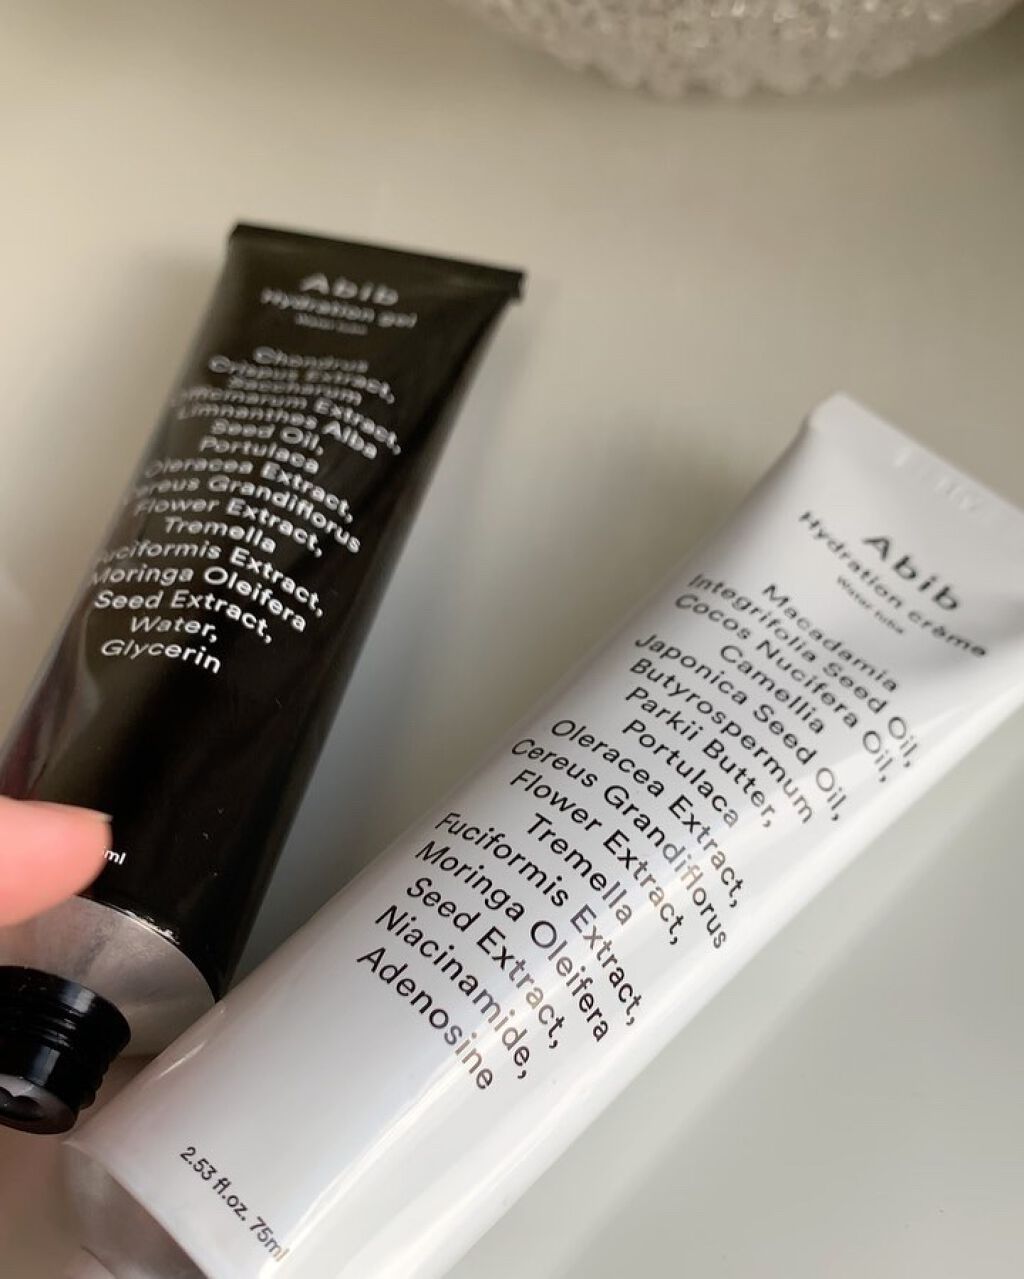 Abib
Hydration gel
Water tube
Chondrus
Crispus Extract,
Saccharum
Officinarum Extract,
Limnanthes Alba
Seed Oil,
Portulaca
Oleracea Extract,
Cereus Grandiflorus
Flower Extract,
Tremella
Fuciformis Extract,
Moringa Oleifera
Seed Extract,
Water,
Glycerin
ml
Abib
Hydration crème
Water tube
Macadamia
Integrifolia Seed Oil,
Cocos Nucifera Oil,
Camellia
Japonica Seed Oil,
Butyrospermum
Parkii Butter,
Portulaca
Oleracea Extract,
Cereus Grandiflorus
Flower Extract,
Tremella
Fuciformis Extract,
Moringa Oleifera
Seed Extract,
Niacinamide,
Adenosine
2.53 fl.oz. 75ml